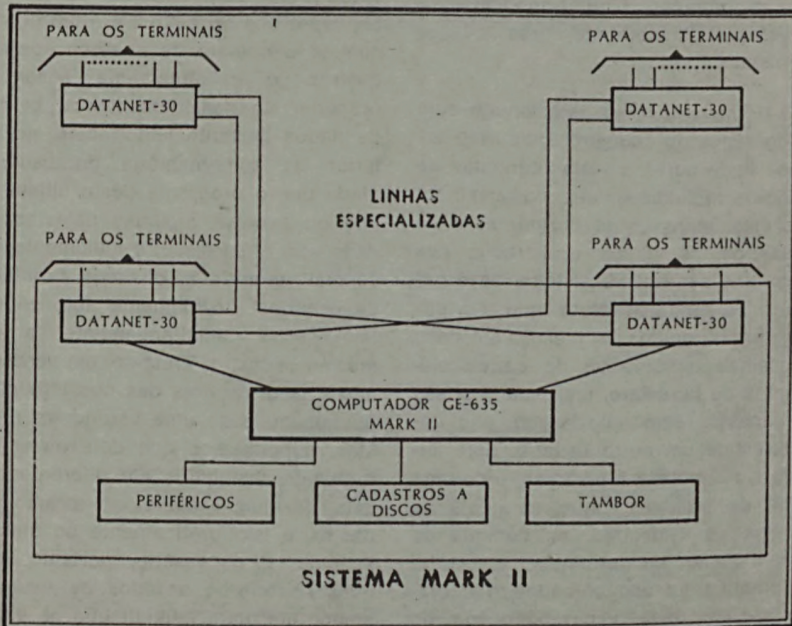 PARA OS TERMINAIS
PARA OS TERMINAIS
DATANET-30
DATANET-30
LINHAS
ESPECIALIZADAS
PARA OS TERMINAIS
PARA OS TERMINAIS
DATANET-30
DATANET-30
COMPUTADOR GE-635
MARK II
PERIFÉRICOS
CADASTROS A
DISCOS
TAMBOR
SISTEMA MARK II